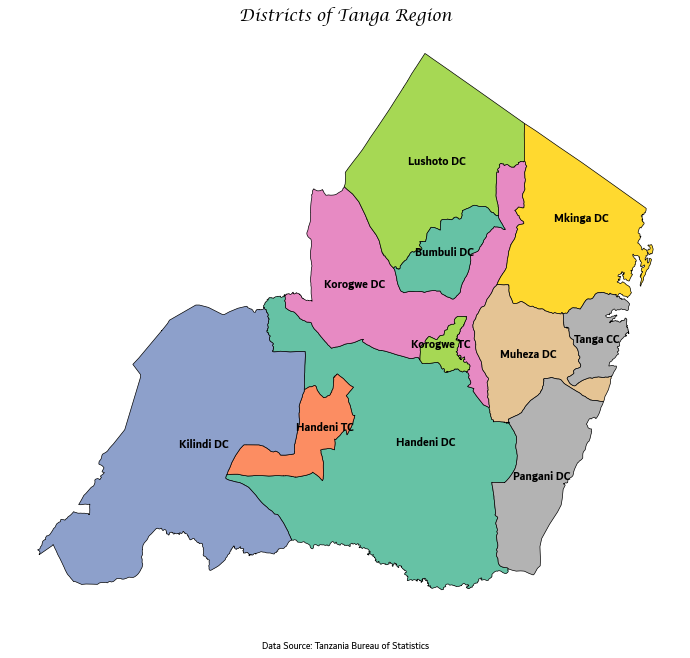 Districts of Tanga Region
Lushoto DC
Mkinga DC
Bumbuli DC
Korogwe DC
Korogwe TC
Tanga CC
Muheza DC
Handeni TC
Kilindi DC
Handeni DC
Pangani DC
Data Source: Tanzania Bureau of Statistics